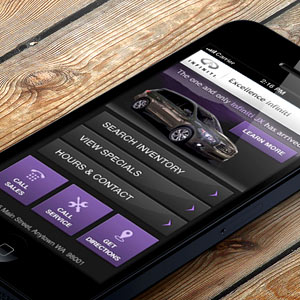 Carrier
2:16 PM
INFINITI
Excellence Infiniti
The one and only Infiniti JX has arrived
LEARN MORE
SEARCH INVENTORY
VIEW SPECIALS
HOURS & CONTACT
CALL SALES
CALL SERVICE
GET DIRECTIONS
Main Street, Anytown WA 98001